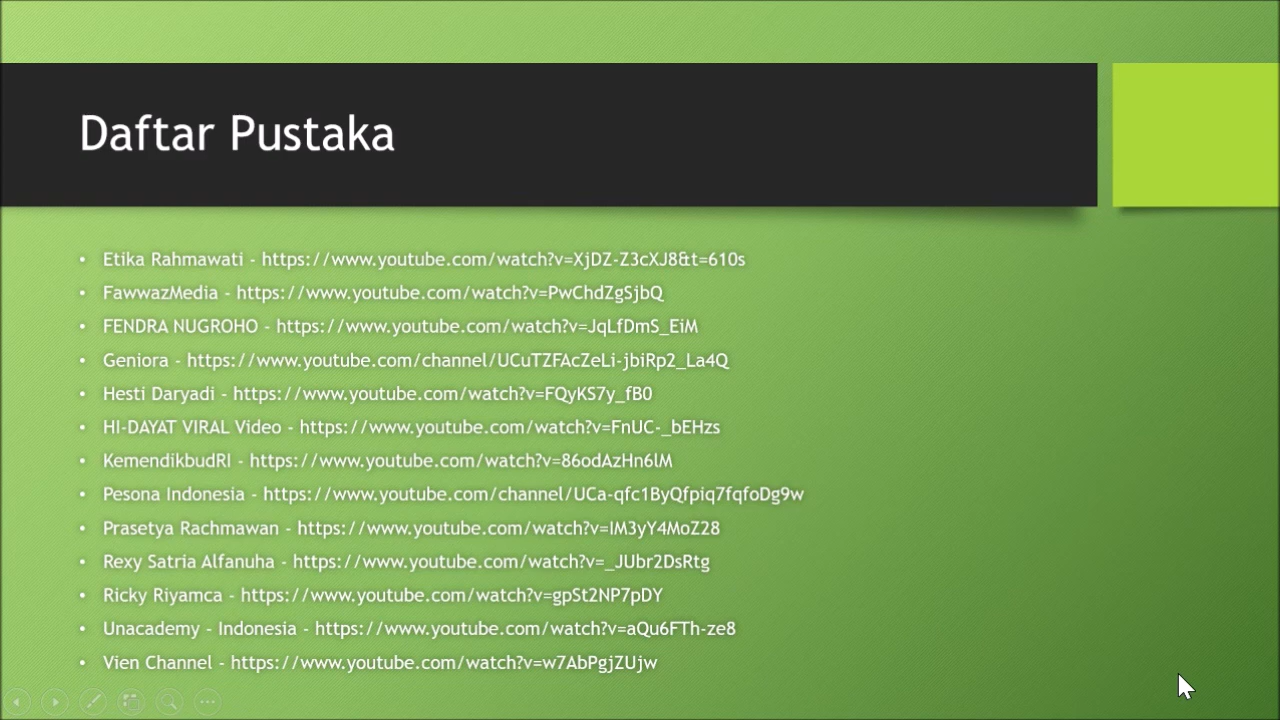 Daftar Pustaka
• Etika Rahmawati - https://www.youtube.com/watch?v=XjDZ-Z3cXJ8&t=610s
• FawwazMedia - https://www.youtube.com/watch?v=PwChdZgSjbQ
• FENDRA NUGROHO - https://www.youtube.com/watch?v=JqLfDmS_EiM
• Geniora - https://www.youtube.com/channel/UCuTZFAcZeLi-jbiRp2_La4Q
• Hesti Daryadi - https://www.youtube.com/watch?v=FQyKS7y_fB0
• HI-DAYAT VIRAL Video - https://www.youtube.com/watch?v=FnUC-_bEHzs
• KemendikbudRI - https://www.youtube.com/watch?v=86odAzHn6lM
• Pesona Indonesia - https://www.youtube.com/channel/UCa-qfc1ByQfpiq7fqfoDg9w
• Prasetya Rachmawan - https://www.youtube.com/watch?v=IM3yY4MoZ28
• Rexy Satria Alfanuha - https://www.youtube.com/watch?v=_JUbr2DsRtg
• Ricky Riyamca - https://www.youtube.com/watch?v=gpSt2NP7pDY
• Unacademy - Indonesia - https://www.youtube.com/watch?v=aQu6FTh-ze8
• Vien Channel - https://www.youtube.com/watch?v=w7AbPgjZUjw